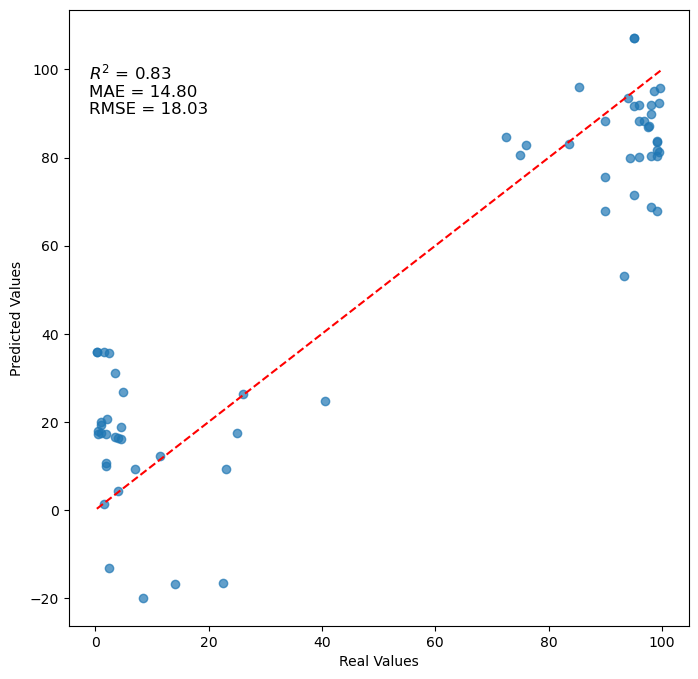 R² = 0.83
MAE = 14.80
RMSE = 18.03
100
80
60
40
20
0
−20
Predicted Values
0 20 40 60 80 100
Real Values